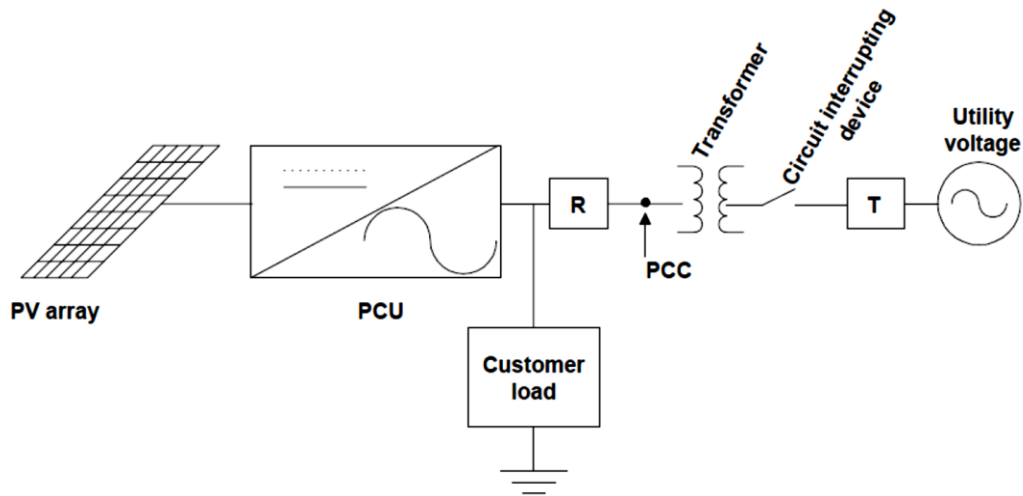 Transformer
Circuit interrupting
device
Utility
voltage
R
T
PCC
PV array
PCU
Customer
load